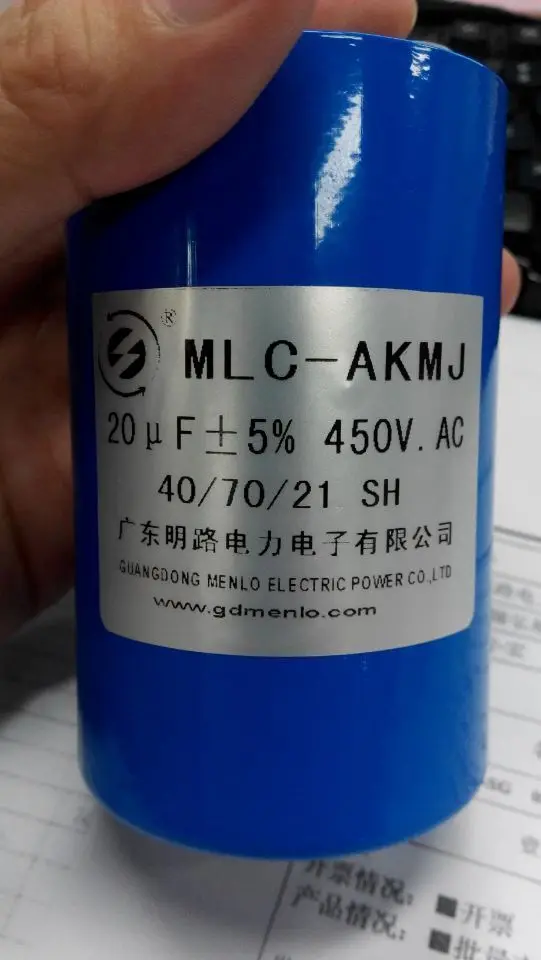 ®
MLC-AKMJ
20μF±5% 450V.AC
40/70/21 SH
广东明路电力电子有限公司
GUANGDONG MENLO ELECTRIC POWER CO.,LTD
www.gdmenlo.com
开票情况: ■开票
产品情况: ■批量